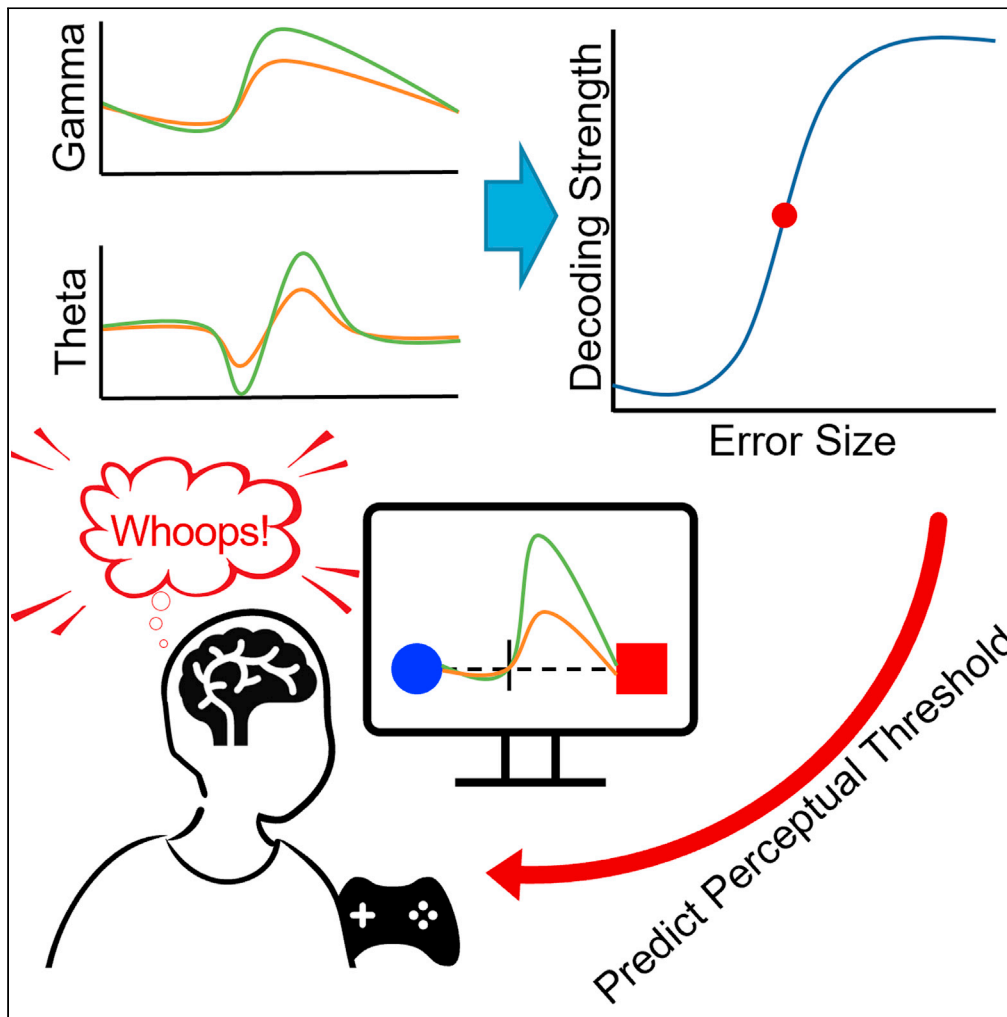 Gamma
Theta
Decoding Strength
Error Size
Whoops!
Predict Perceptual Threshold